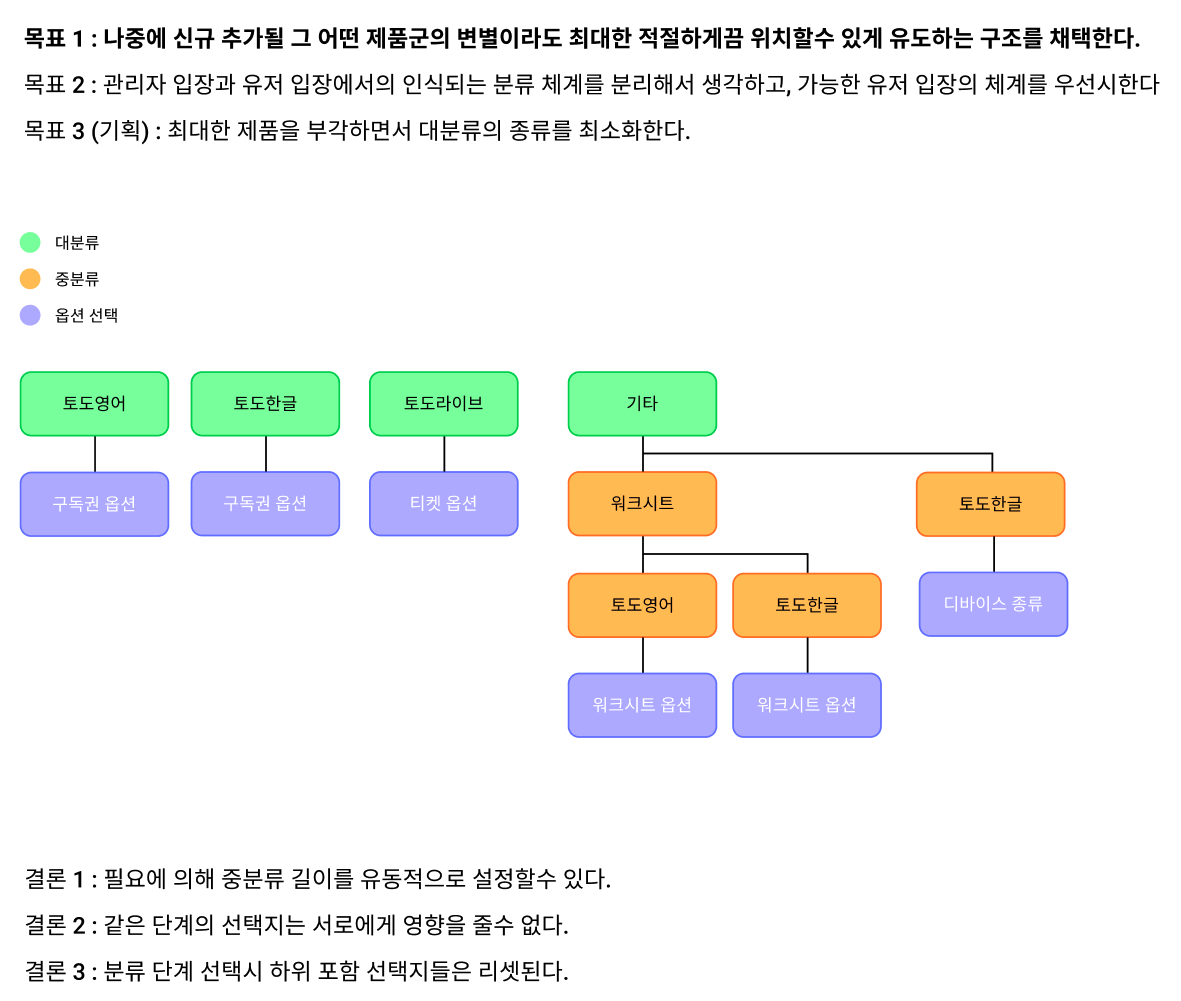 목표 1 : 나중에 신규 추가될 그 어떤 제품군의 변별이라도 최대한 적절하게끔 위치할수 있게 유도하는 구조를 채택한다.
목표 2 : 관리자 입장과 유저 입장에서의 인식되는 분류 체계를 분리해서 생각하고, 가능한 유저 입장의 체계를 우선시한다
목표 3 (기획) : 최대한 제품을 부각하면서 대분류의 종류를 최소화한다.
대분류
중분류
옵션 선택
토도영어 토도한글 토도라이브 기타
구독권 옵션 구독권 옵션 티켓 옵션 워크시트 토도한글
토도영어 토도한글 디바이스 종류
워크시트 옵션 워크시트 옵션
결론 1 : 필요에 의해 중분류 길이를 유동적으로 설정할수 있다.
결론 2 : 같은 단계의 선택지는 서로에게 영향을 줄수 없다.
결론 3 : 분류 단계 선택시 하위 포함 선택지들은 리셋된다.